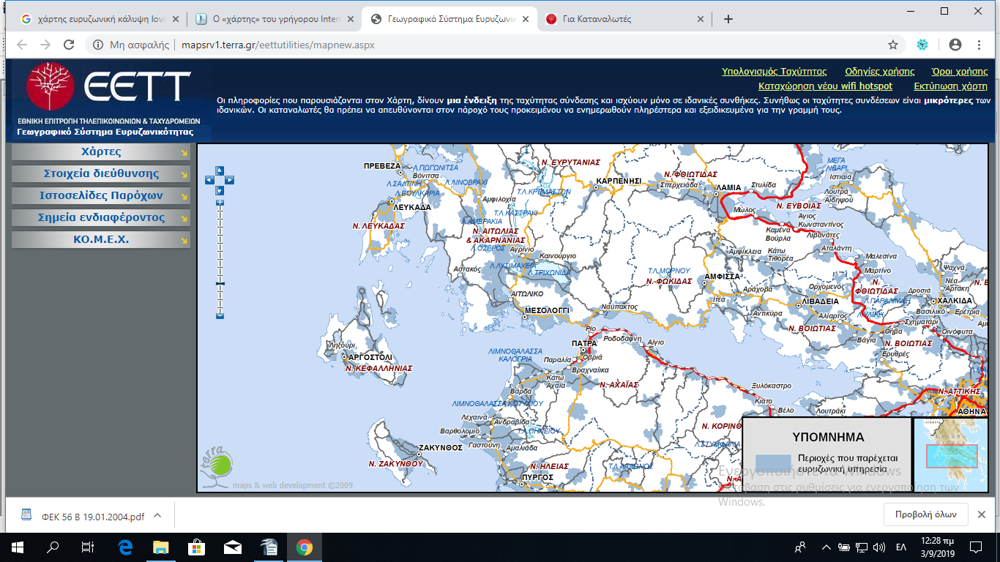 χάρτης ευρυζωνική κάλυψη Ιονί
Ο «χάρτης» του γρήγορου Intern
Γεωγραφικό Σύστημα Ευρυζωνικ
Για Καταναλωτές
Μη ασφαλής
mapsrv1.terra.gr/eettutilities/mapnew.aspx
ΕΕΤΤ
ΕΘΝΙΚΗ ΕΠΙΤΡΟΠΗ ΤΗΛΕΠΙΚΟΙΝΩΝΙΩΝ & ΤΑΧΥΔΡΟΜΕΙΩΝ
Γεωγραφικό Σύστημα Ευρυζωνικότητας
Υπολογισμός Ταχύτητας Οδηγίες χρήσης Όροι χρήσης
Καταχώρηση νέου wifi hotspot Εκτύπωση χάρτη
Οι πληροφορίες που παρουσιάζονται στον Χάρτη, δίνουν μια ένδειξη της ταχύτητας σύνδεσης και ισχύουν μόνο σε ιδανικές συνθήκες. Συνήθως οι ταχύτητες συνδέσεων είναι μικρότερες των
ιδανικών. Οι καταναλωτές θα πρέπει να απευθύνονται στον πάροχό τους προκειμένου να ενημερωθούν πληρέστερα και εξειδικευμένα για την γραμμή τους.
Χάρτες
Στοιχεία διεύθυνσης
Ιστοσελίδες Παρόχων
Σημεία ενδιαφέροντος
ΚΟ.Μ.Ε.Χ.
ΠΡΕΒΕΖΑ
Λ.ΠΩΓΩΝΙΤΣΑ
Βόνιτσα
Λ.ΣΑΛΤΙΝΗ
Λ.ΛΙΝΟΒΡΑΧΙ
Λ.ΒΟΥΛΚΑΡΙΑ
Αμφιλοχία
ΛΕΥΚΑΔΑ
Ν. ΛΕΥΚΑΔΑΣ
Ν. ΕΥΡΥΤΑΝΙΑΣ
Τ.Λ.ΚΡΕΜΑΣΤΩΝ
ΚΑΡΠΕΝΗΣΙ
Ν. ΦΘΙΩΤΙΔΑΣ
Σπερχειάδα
ΛΑΜΙΑ
Στυλίδα
ΜΕΓΑ
ΛΙΒΑΡΙ
Ιστιαία
Λουτρά
Αιδηψού
Ν. ΕΥΒΟΙΑΣ
Μώλος
Άγιος
Κωνσταντίνος
Καμένα
Βούρλα
Λιβανάτες
Αταλάντη
Μαλεσίνα
Μαρτίνο
Τ.Λ.ΚΑΣΤΡΑΚΙ
Λ.ΑΜΒΡΑΚΙΑ
Ν. ΑΙΤΩΛΙΑΣ
& ΑΚΑΡΝΑΝΙΑΣ
Λ.ΟΖΕΡΟΣ
Αγρίνιο
Καινούργιο
Αστακός
Λ.ΛΥΣΙΜΑΧΕΙΑ
Λ.ΤΡΙΧΩΝΙΔΑ
ΑΙΤΩΛΙΚΟ
ΜΕΣΟΛΟΓΓΙ
Ναύπακτος
Τ.Λ.ΜΟΡΝΟΥ
Ν. ΦΩΚΙΔΑΣ
ΑΜΦΙΣΣΑ
Ιτέα
Αμφίκλεια
Κάτω
Τιθορέα
Αράχοβα
Αντίκυρα
Ορχομενός
ΛΙΒΑΔΕΙΑ
Αλίαρτος
Ν. ΒΟΙΩΤΙΑΣ
Βάγια
Θήβα
Ερυθρές
Ν.
ΦΘΙΩΤΙΔΑΣ
Λ.ΠΑΡΑΛΙΜΝΗ
Δροσιά
ΧΑΛΚΙΔΑ
Ψαχνά
Νέα
Αρτάκη
Βασιλικό
Ερέτρια
Σχηματάρι
Οινόφυτα
Ν. ΒΟΙΩΤΙΑΣ
Ν. ΑΤΤΙΚΗΣ
ΑΘΗΝΑ
Ρίο
ΠΑΤΡΑ
Ροδοδάφνη
Αίγιο
Οβριά
Παραλία
Βραχναίικα
ΛΙΜΝΟΘΑΛΑΣΣΑ
ΚΑΛΟΓΡΙΑ
Κάτω
Αχαΐα
Ν. ΑΧΑΪΑΣ
Βάρδα
ΛΙΜΝΟΘΑΛΑΣΣΑ ΚΟΤΥΧΙΟΥ
Ληξούρι
ΑΡΓΟΣΤΟΛΙ
Ν. ΚΕΦΑΛΛΗΝΙΑΣ
Λεχαινά
Ανδραβίδα
Βαρθολομιό
Τ.Λ.ΠΗΝΕΙΟΥ
Γαστούνη
Αμαλιάδα
ΖΑΚΥΝΘΟΣ
Ν. ΖΑΚΥΝΘΟΥ
Ν. ΗΛΕΙΑΣ
ΠΥΡΓΟΣ
Τ.Λ.ΛΑΔΩΝΟΣ
Ξυλόκαστρο
Κιάτο
Βέλο
Λουτράκι
Ν. ΚΟΡΙΝΘ
ΥΠΟΜΝΗΜΑ
Περιοχές που παρέχεται
ευρυζωνική υπηρεσία
terra
maps & web development ©2009
Ενεργοποιήστε τα Windows
Μετάβαση στις ρυθμίσεις για ενεργοποίηση των
Windows.
ΦΕΚ 56 Β 19.01.2004.pdf
Προβολή όλων
ΕΛ
12:28 πμ
3/9/2019